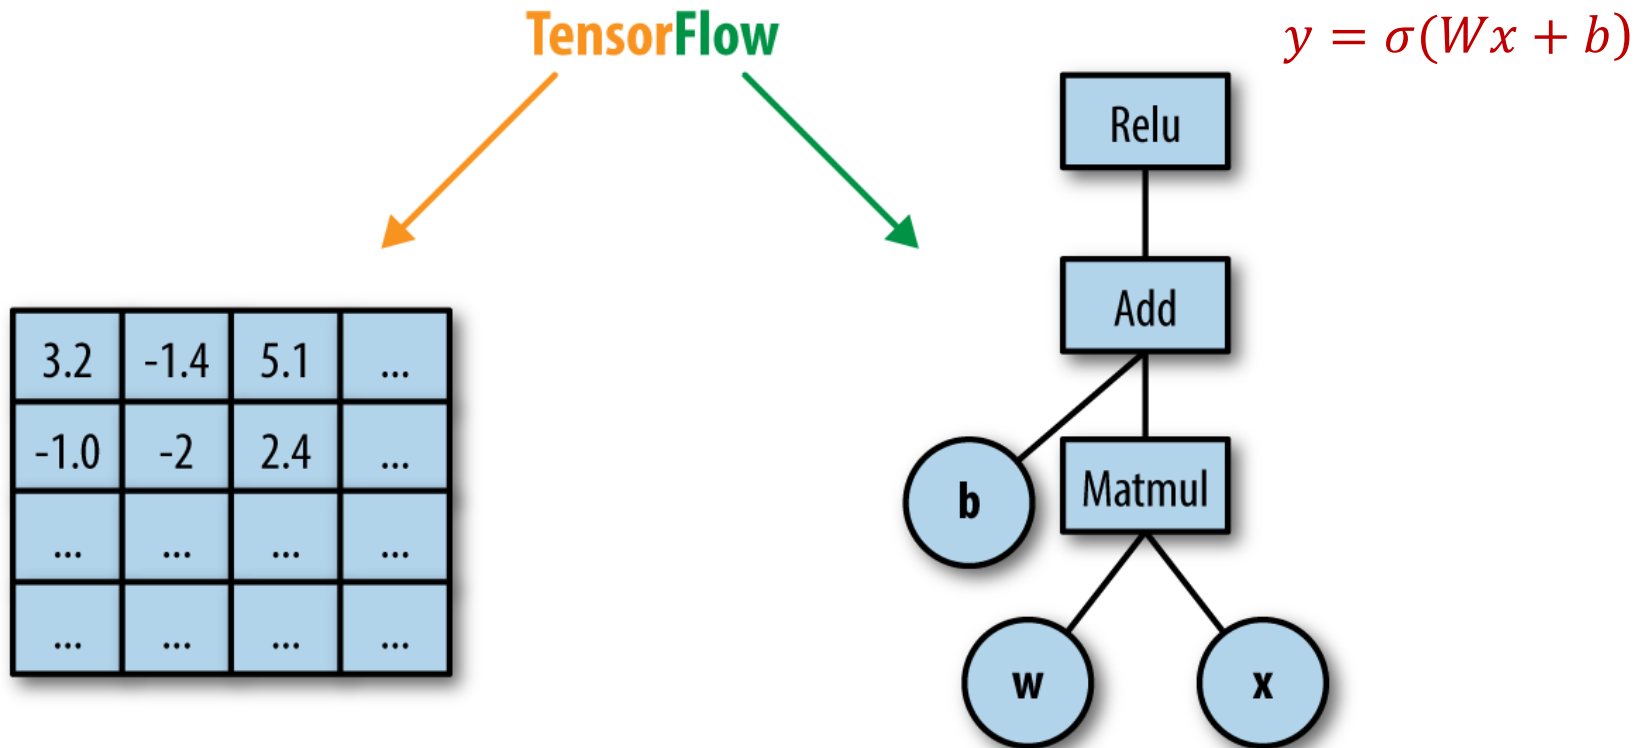 TensorFlow
y = σ(Wx + b)
Relu
Add
3.2 -1.4 5.1 ...
-1.0 -2 2.4 ...
... ... ... ...
... ... ... ...
b
Matmul
w
x